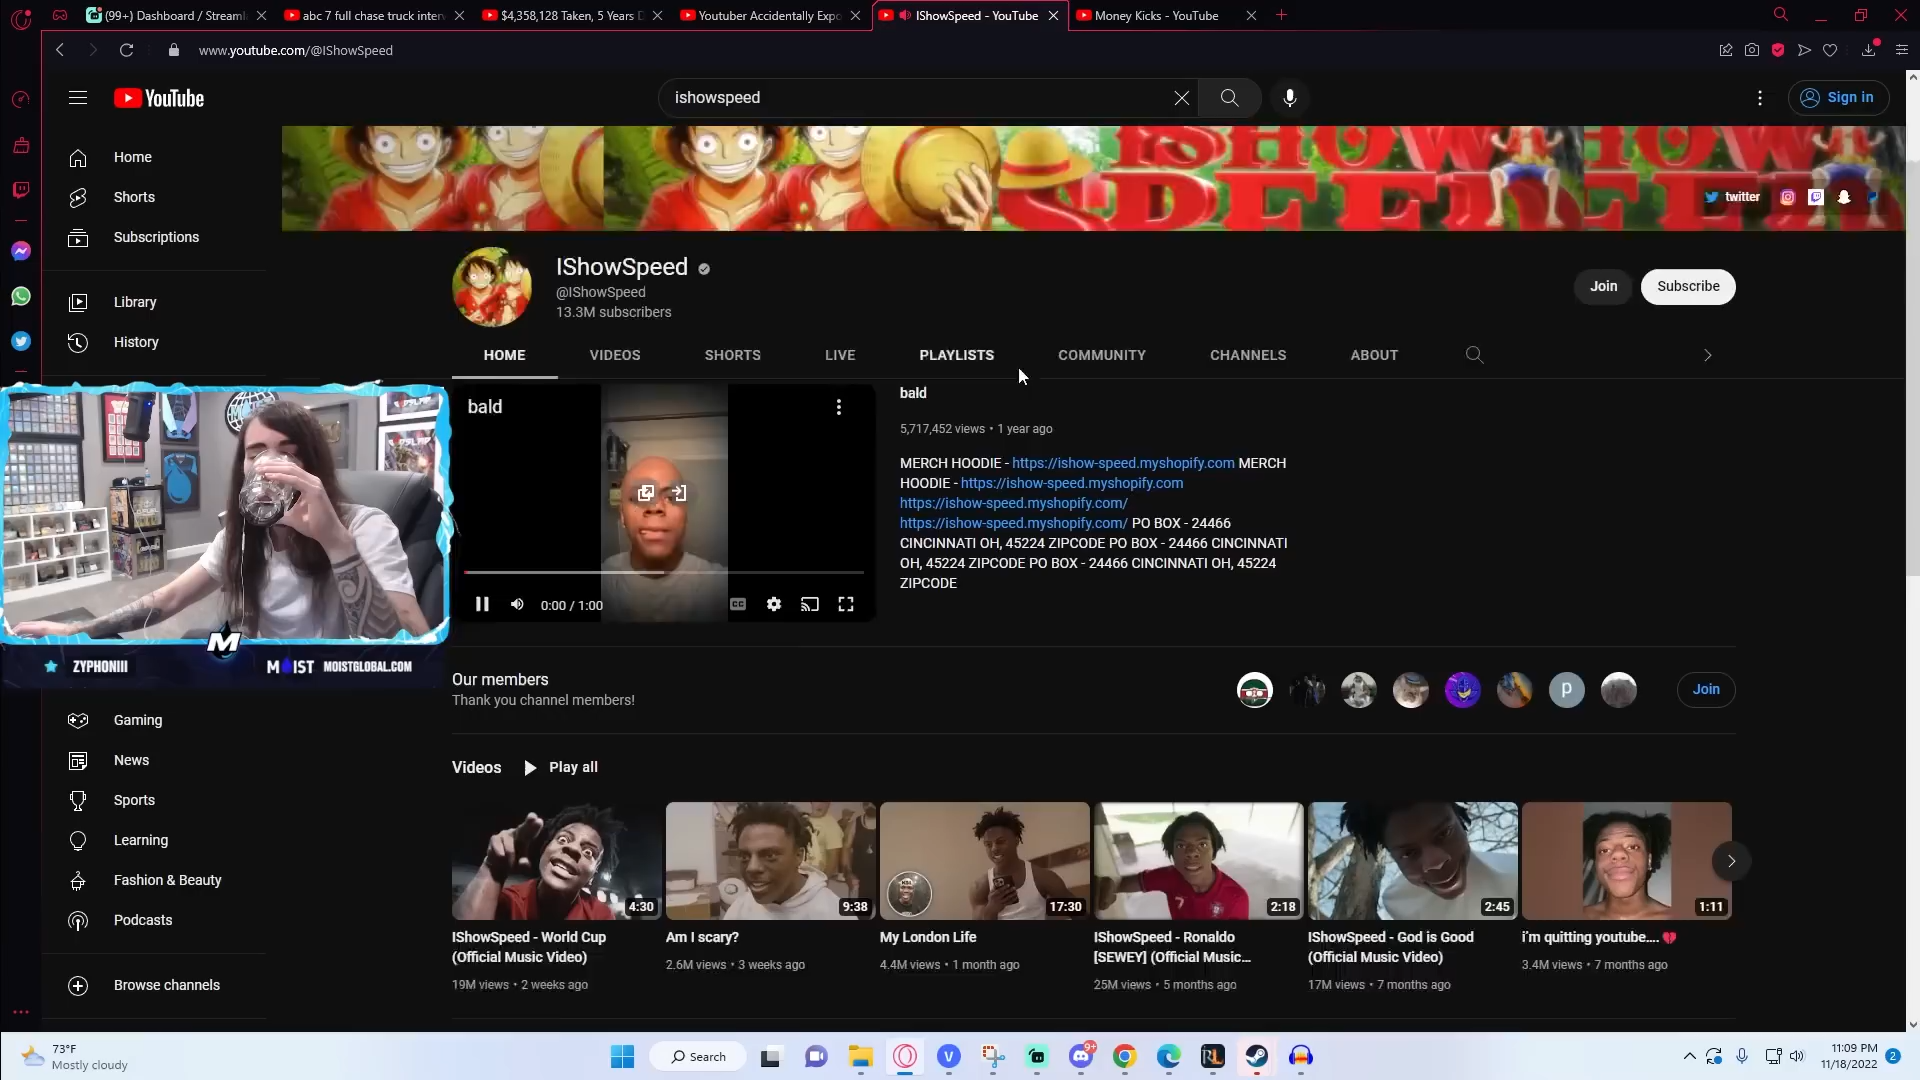 (99+) Dashboard / Streaml
abc 7 full chase truck interv
$4,358,128 Taken, 5 Years D
Youtuber Accidentally Expo
IShowSpeed - YouTube
Money Kicks - YouTube
www.youtube.com/@IShowSpeed
YouTube
ishowspeed
Sign in
Home
Shorts
Subscriptions
Library
History
ISHOW
SPEED
twitter
IShowSpeed
@IShowSpeed
13.3M subscribers
Join
Subscribe
HOME
VIDEOS
SHORTS
LIVE
PLAYLISTS
COMMUNITY
CHANNELS
ABOUT
bald
0:00 / 1:00
CC
bald
5,717,452 views • 1 year ago
MERCH HOODIE - https://ishow-speed.myshopify.com MERCH
HOODIE - https://ishow-speed.myshopify.com
https://ishow-speed.myshopify.com/
https://ishow-speed.myshopify.com/ PO BOX - 24466
CINCINNATI OH, 45224 ZIPCODE PO BOX - 24466 CINCINNATI
OH, 45224 ZIPCODE PO BOX - 24466 CINCINNATI OH, 45224
ZIPCODE
M
ZYPHONIII
MOIST
MOISTGLOBAL.COM
Gaming
News
Sports
Learning
Fashion & Beauty
Podcasts
Browse channels
Our members
Thank you channel members!
p
Join
Videos
Play all
4:30
9:38
17:30
2:18
2:45
1:11
IShowSpeed - World Cup
(Official Music Video)
19M views • 2 weeks ago
Am I scary?
2.6M views • 3 weeks ago
My London Life
4.4M views • 1 month ago
IShowSpeed - Ronaldo
[SEWEY] (Official Music...
25M views • 5 months ago
IShowSpeed - God is Good
(Official Music Video)
17M views • 7 months ago
i'm quitting youtube.... 💔
3.4M views • 7 months ago
73°F
Mostly cloudy
Search
V
9+
RL
11:09 PM
11/18/2022
2